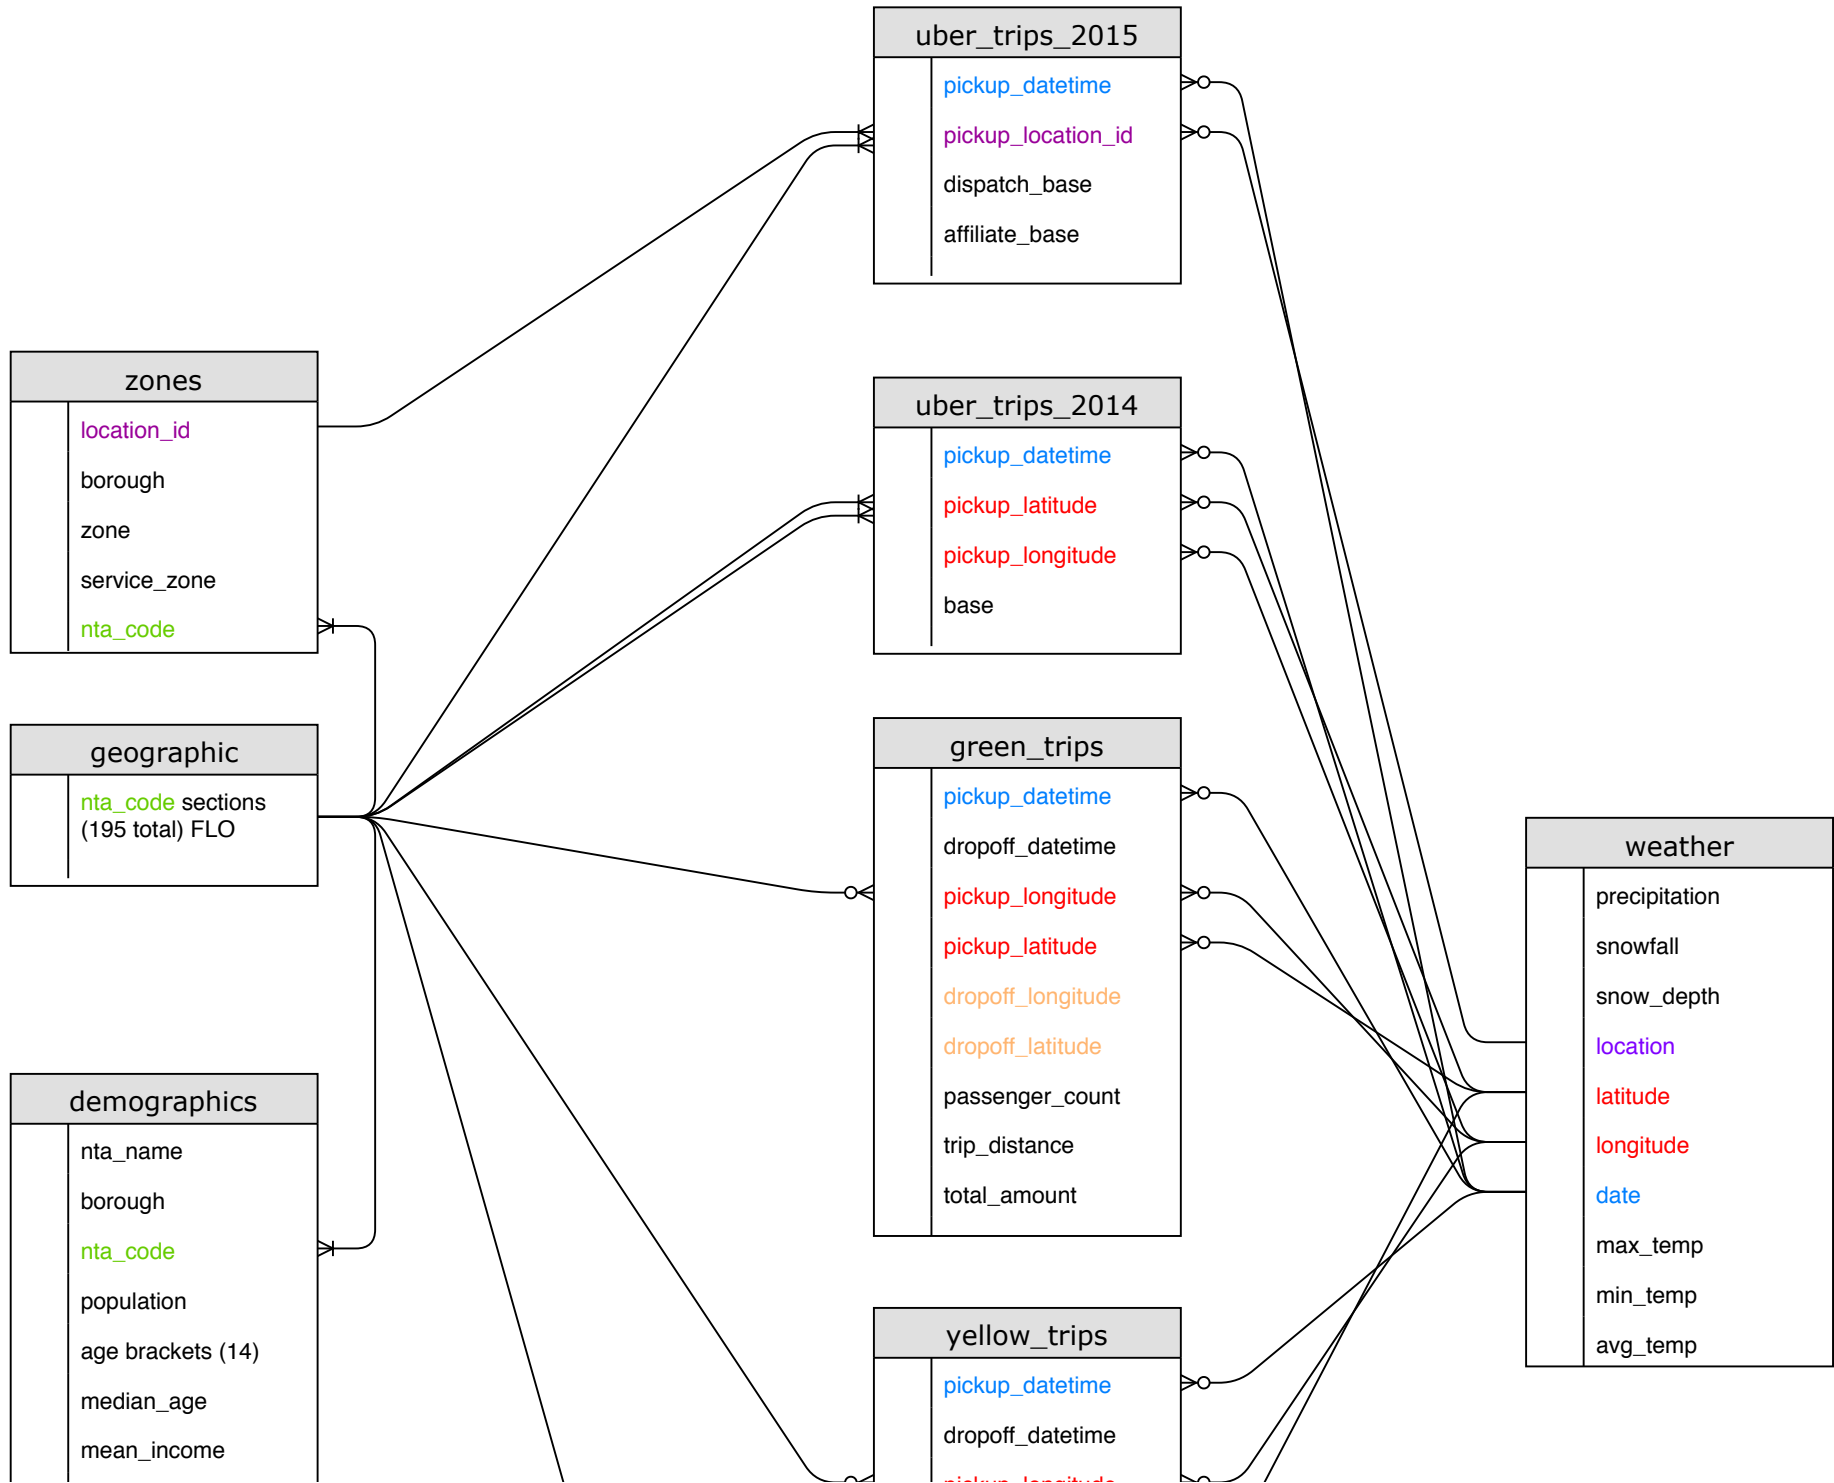 uber_trips_2015
pickup_datetime
pickup_location_id
dispatch_base
affiliate_base
zones
location_id
borough
zone
service_zone
nta_code
uber_trips_2014
pickup_datetime
pickup_latitude
pickup_longitude
base
geographic
nta_code sections
(195 total) FLO
green_trips
pickup_datetime
dropoff_datetime
pickup_longitude
pickup_latitude
dropoff_longitude
dropoff_latitude
passenger_count
trip_distance
total_amount
weather
precipitation
snowfall
snow_depth
location
latitude
longitude
date
max_temp
min_temp
avg_temp
demographics
nta_name
borough
nta_code
population
age brackets (14)
median_age
mean_income
yellow_trips
pickup_datetime
dropoff_datetime
pickup_longitude